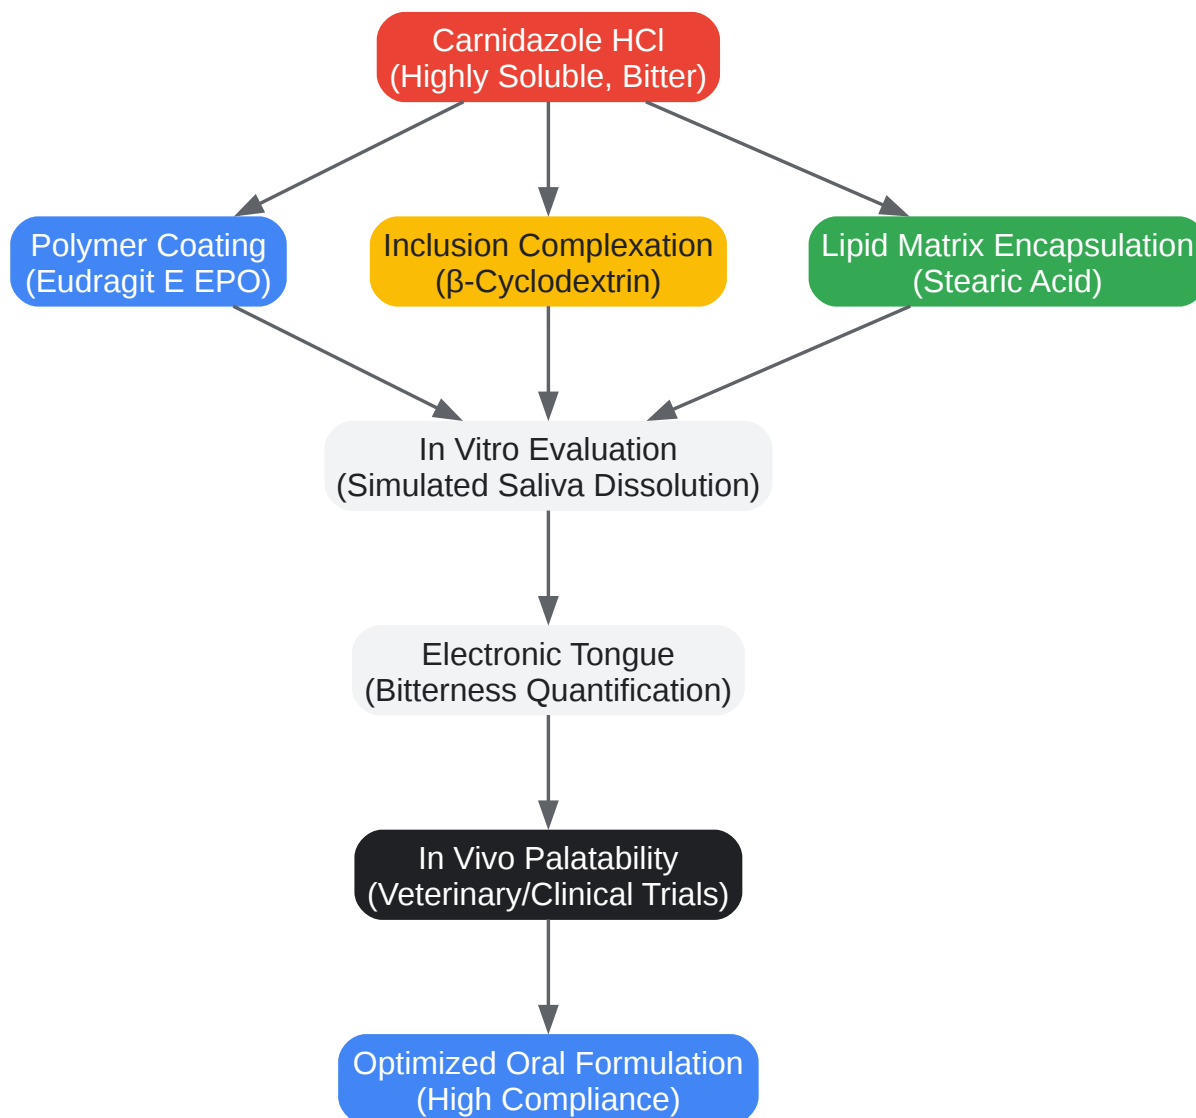 Carnidazole HCl
(Highly Soluble, Bitter)
Polymer Coating
(Eudragit E EPO)
Inclusion Complexation
(β-Cyclodextrin)
Lipid Matrix Encapsulation
(Stearic Acid)
In Vitro Evaluation
(Simulated Saliva Dissolution)
Electronic Tongue
(Bitterness Quantification)
In Vivo Palatability
(Veterinary/Clinical Trials)
Optimized Oral Formulation
(High Compliance)